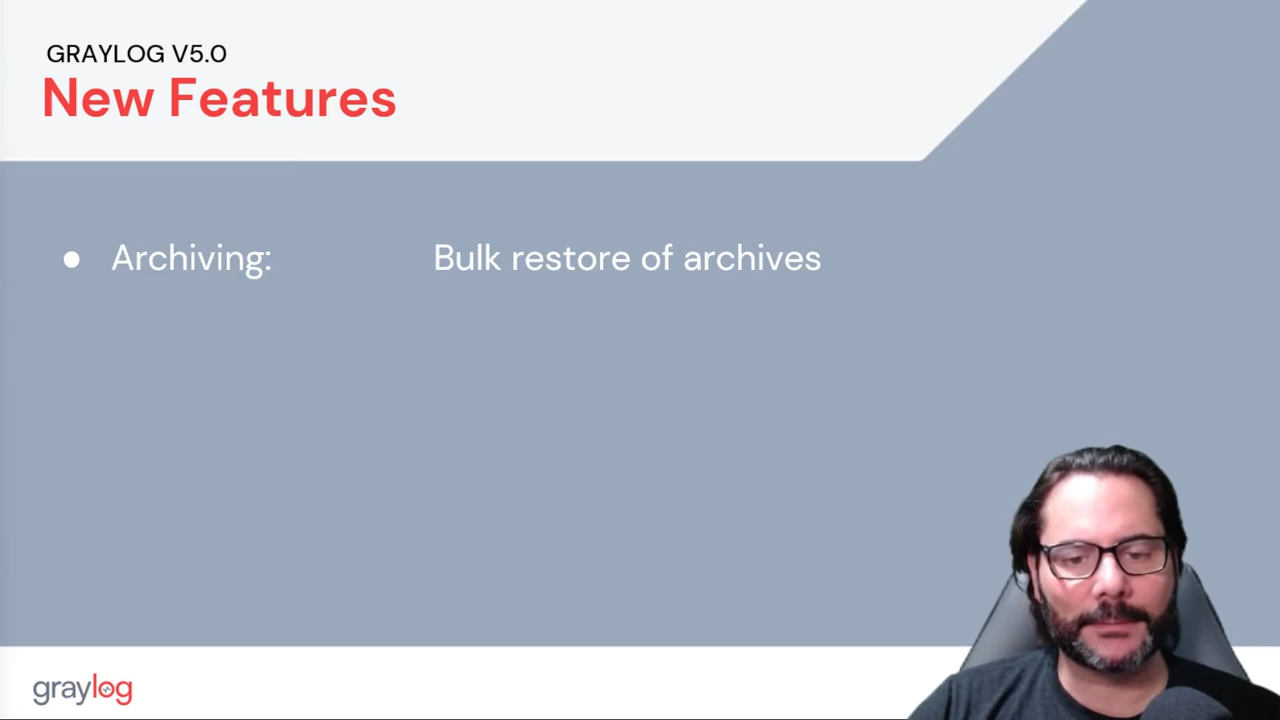 GRAYLOG V5.0
New Features
● Archiving: Bulk restore of archives
graylog